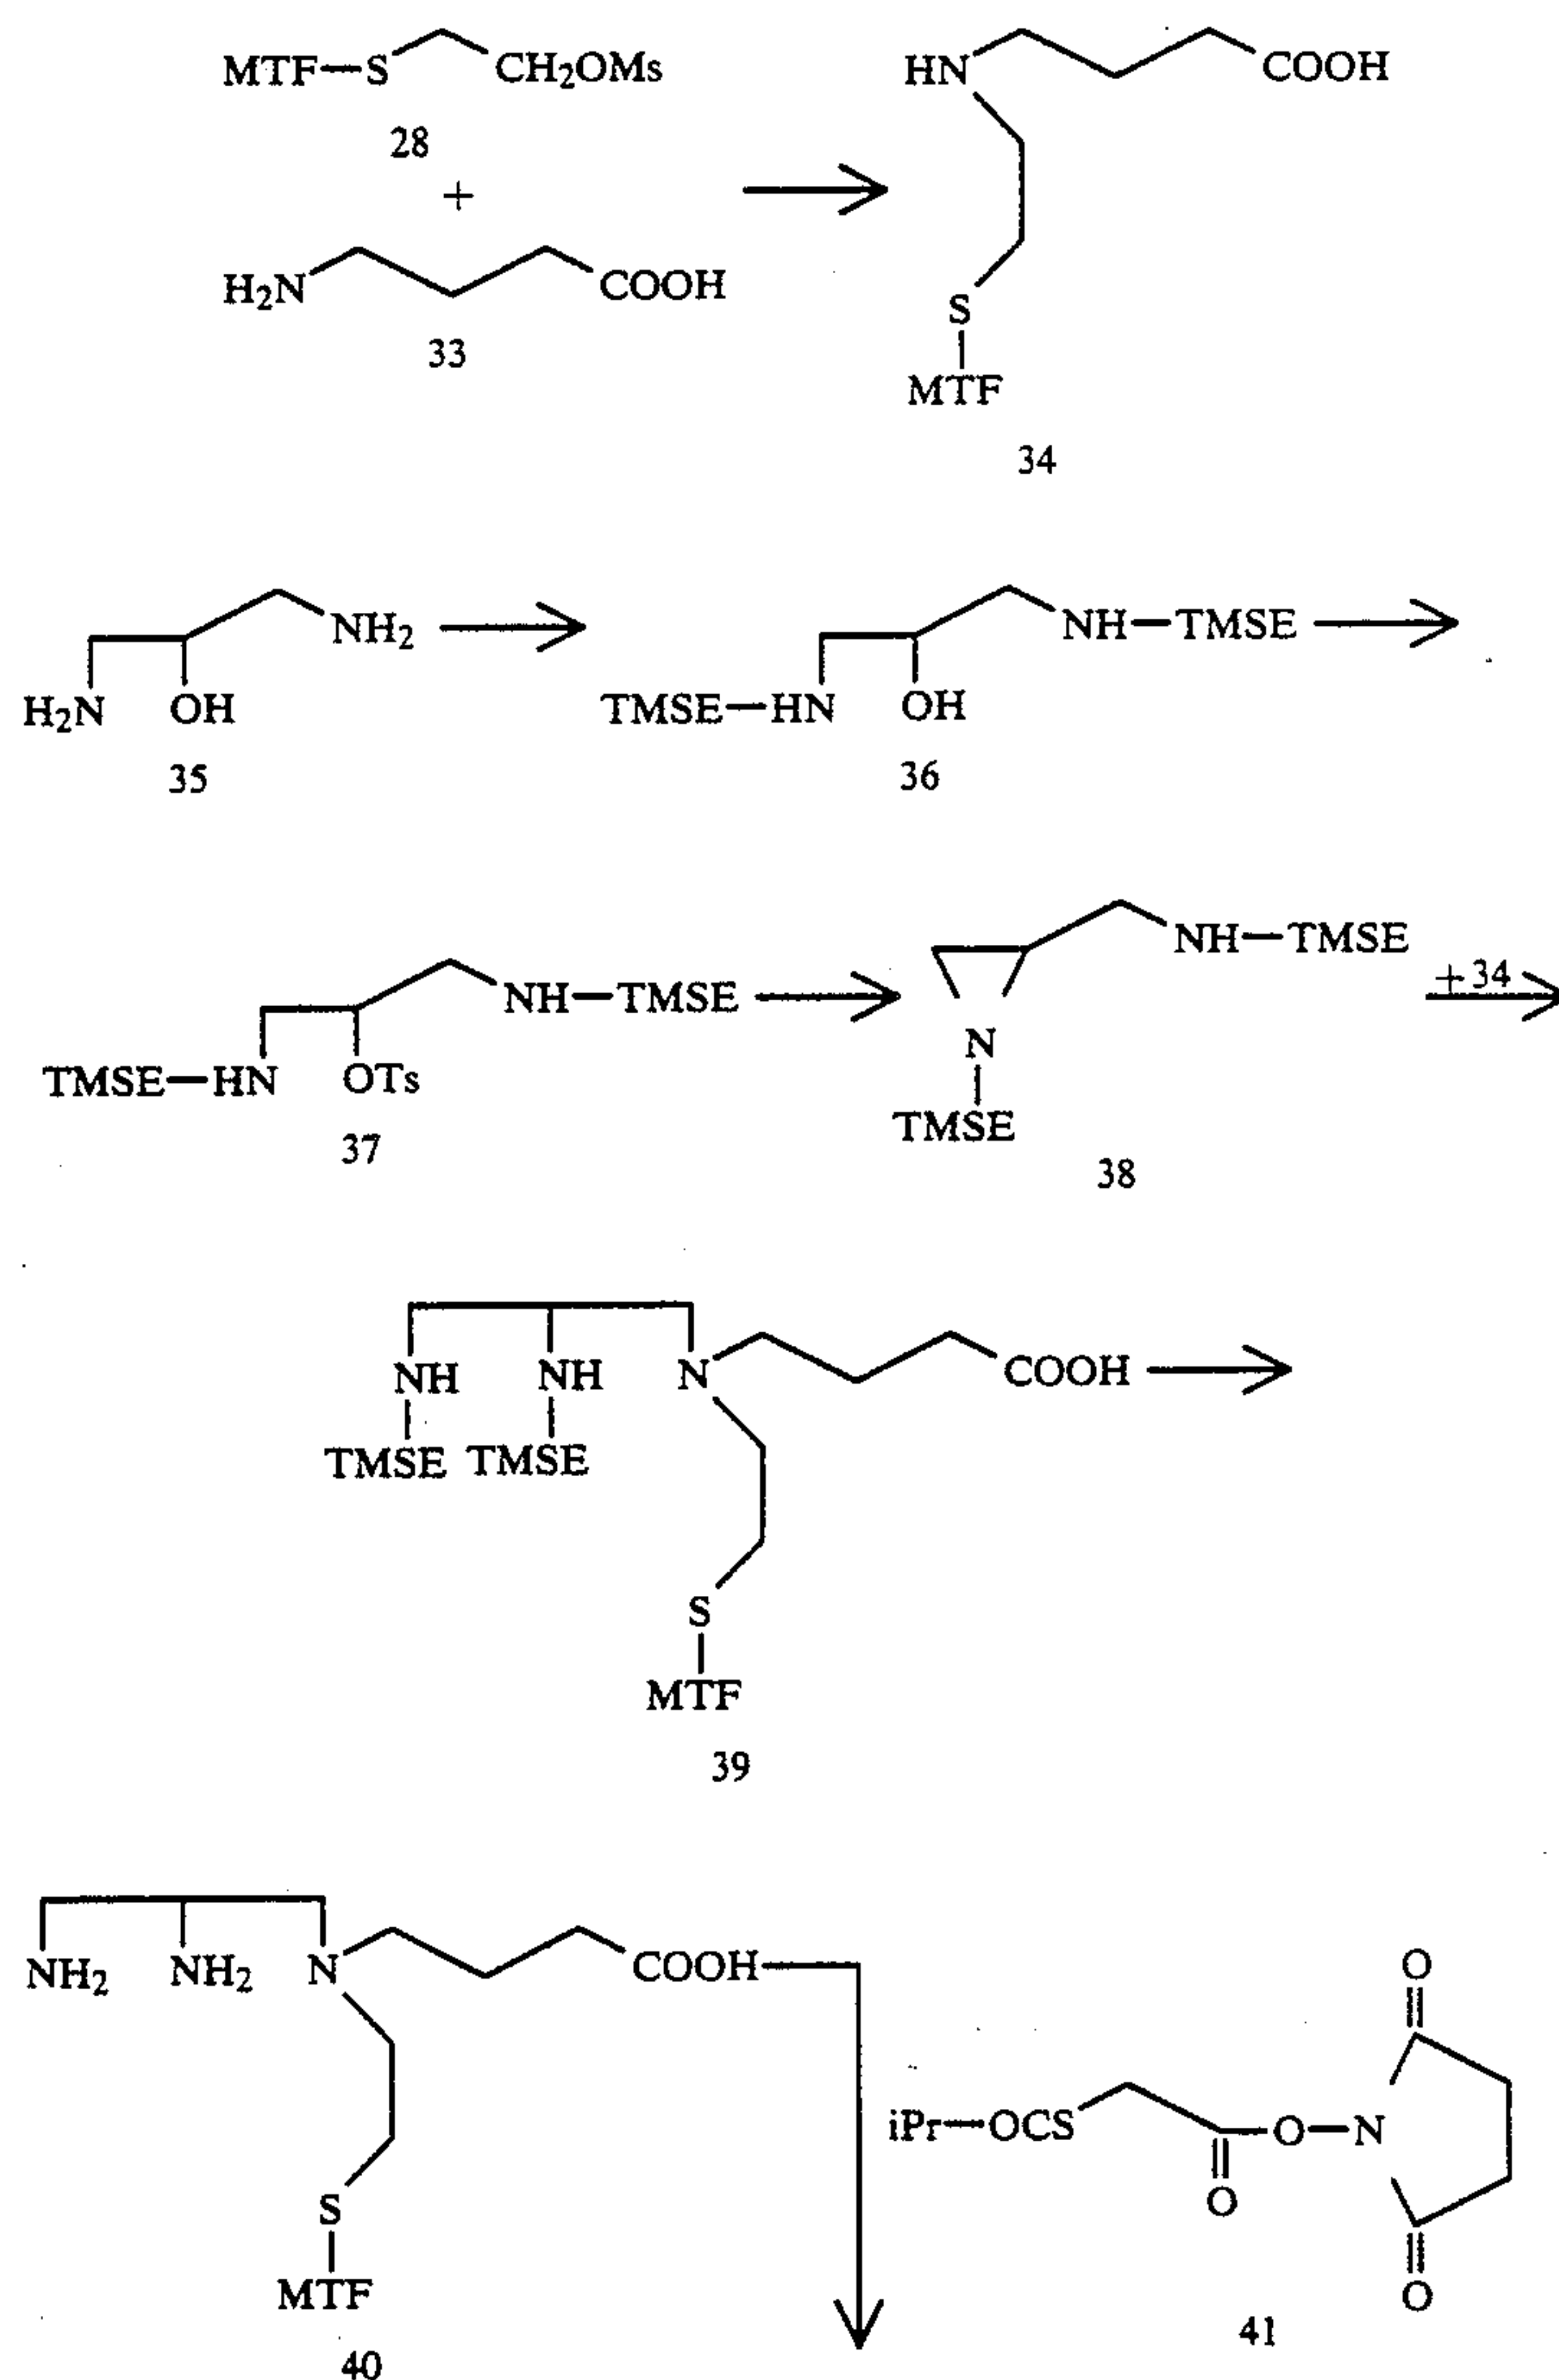 MTF—S CH₂OMs
28
+
H₂N COOH
33
HN COOH
S
MTF
34
H₂N OH NH₂
35
TMSE—HN OH NH—TMSE
36
TMSE—HN OTs NH—TMSE
37
NH—TMSE
N
TMSE
38
+34
NH NH N COOH
TMSE TMSE
S
MTF
39
NH₂ NH₂ N COOH
S
MTF
40
O
iPr—OCS O—N
O
O
41